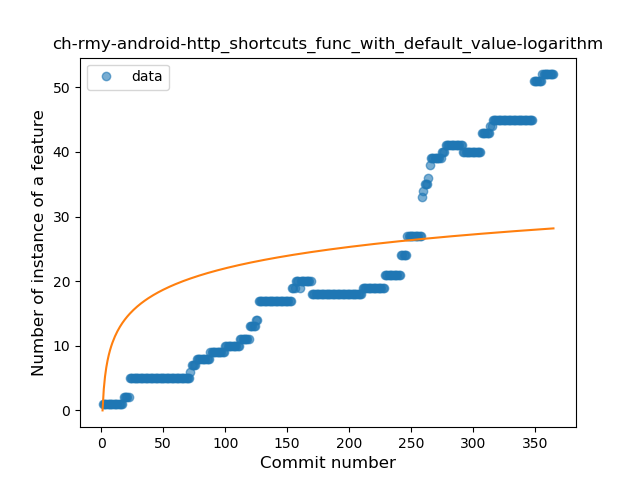 ch-rmy-android-http_shortcuts_func_with_default_value-logarithm
data
Number of instance of a feature
50
40
30
20
10
0
0 50 100 150 200 250 300 350
Commit number